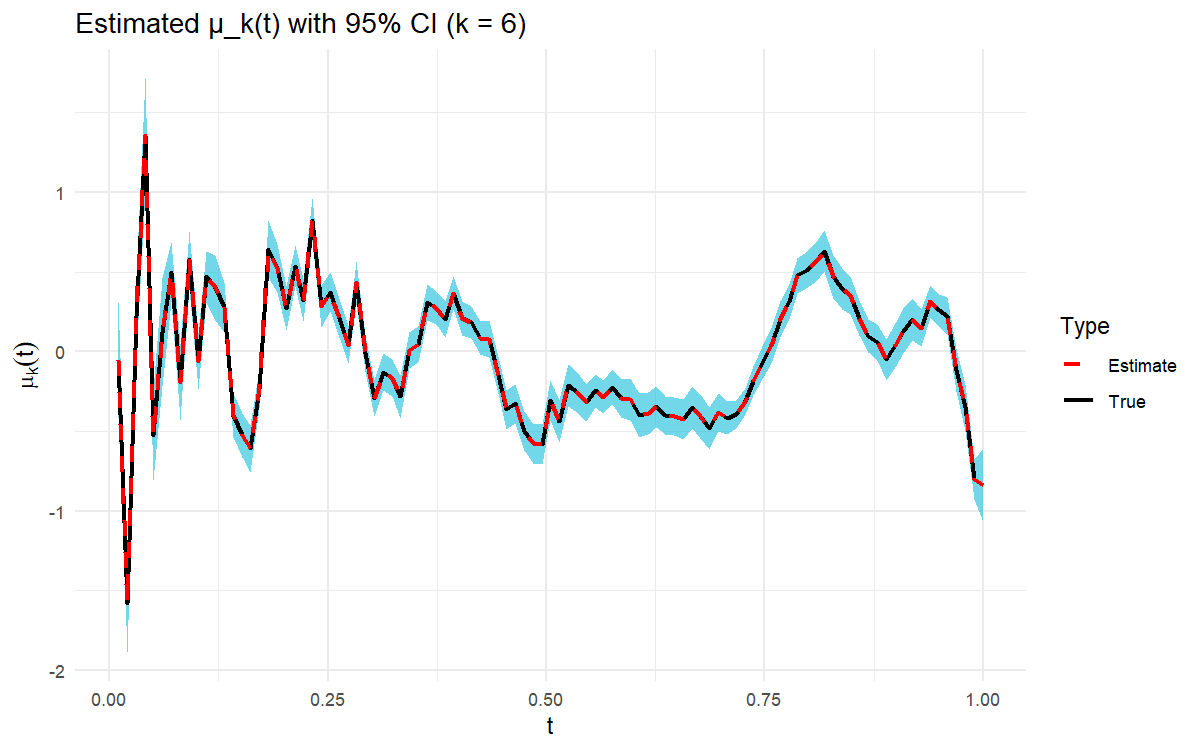 Estimated µ_k(t) with 95% CI (k = 6)
μk(t)
1
0
-1
-2
0.00 0.25 0.50 0.75 1.00
t
Type
Estimate
True